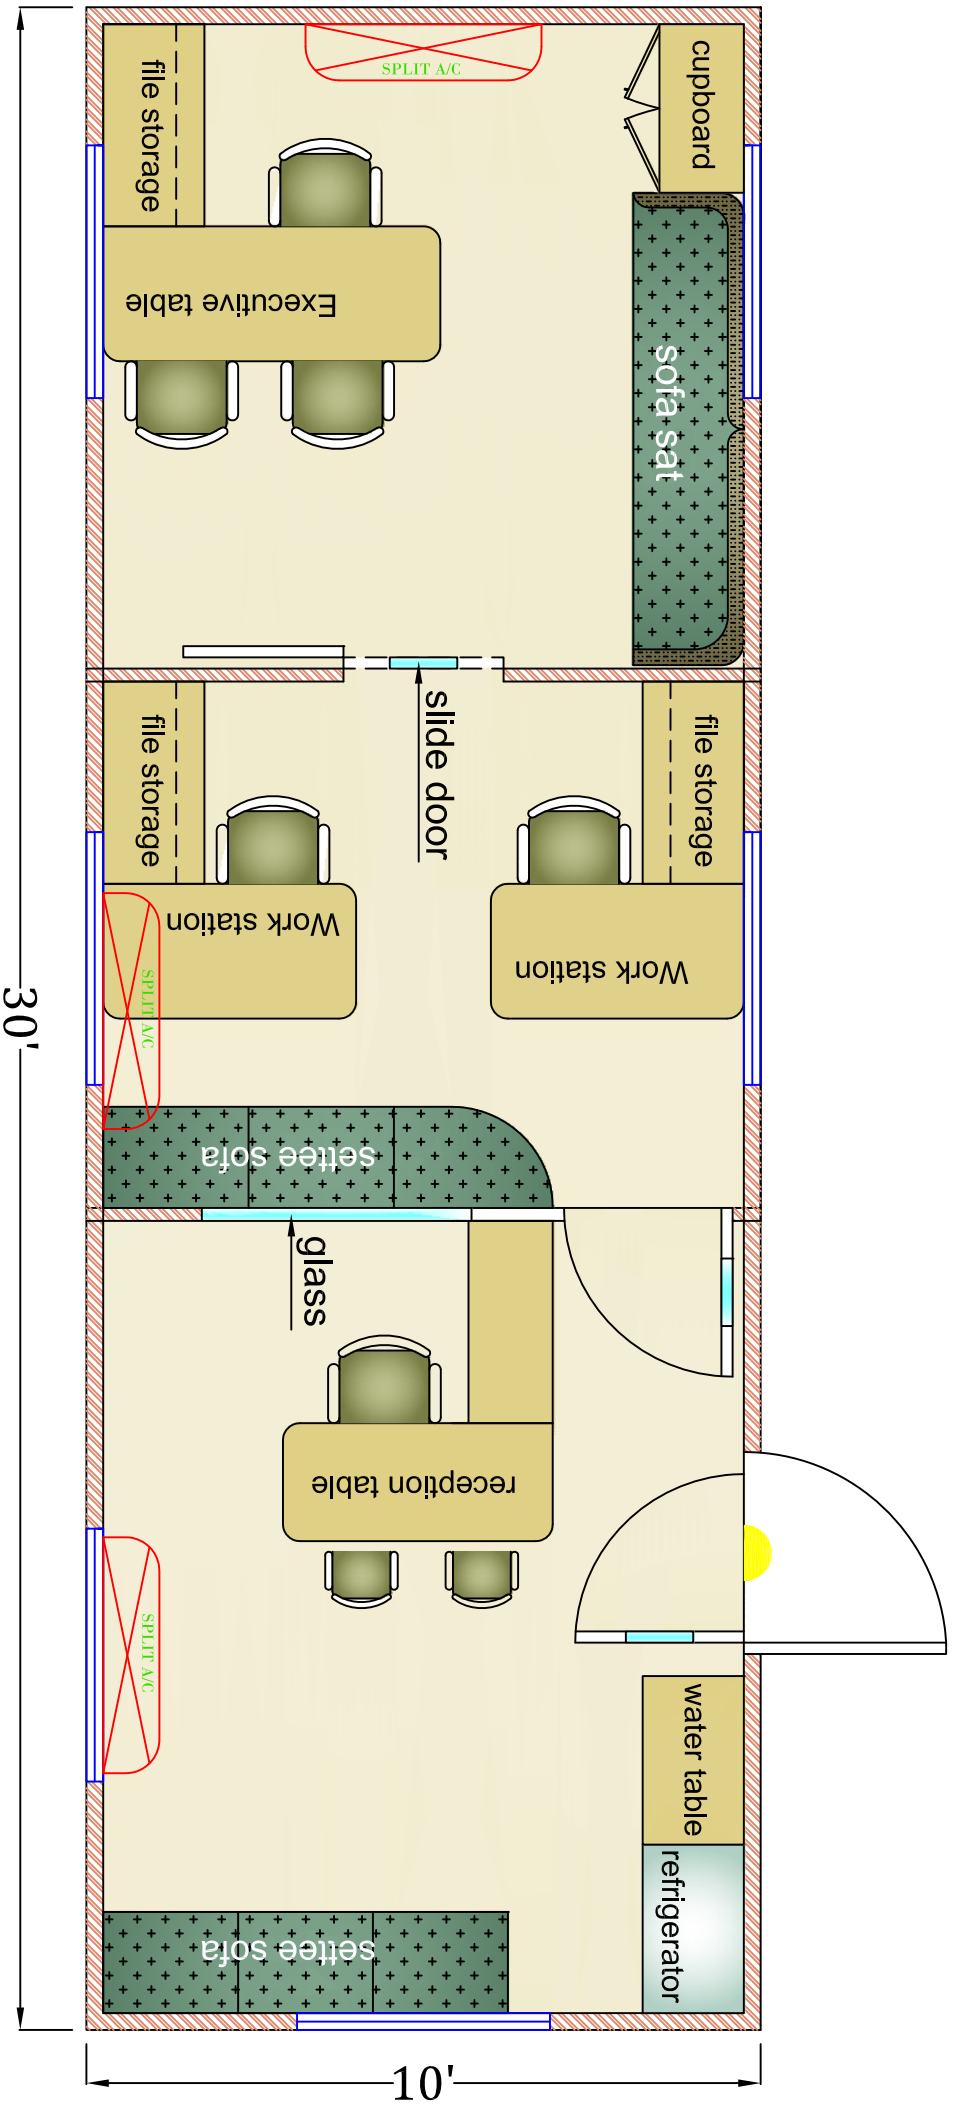 SPLIT A/C
file storage
cupboard
Executive table
sofa sat
slide door
file storage
file storage
Work station
Work station
SPLIT A/C
30'
settee sofa
glass
reception table
SPLIT A/C
water table
refrigerator
settee sofa
10'